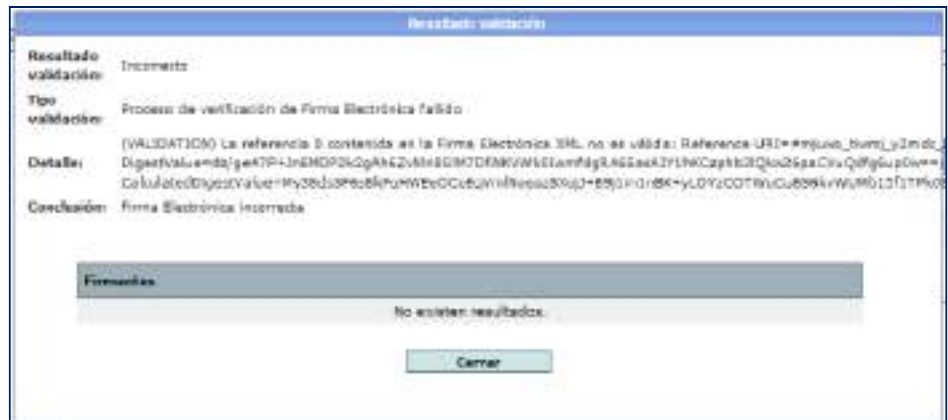 Resultado validación
Resultado
validación:
Incorrecto
Tipo
validación:
Proceso de verificación de Firma Electrónica fallido
Detalle:
(VALIDATION) La referencia 0 contenida en la Firma Electrónica XML no es válida: Reference URI=
DigestValue=
CalculatedDigestValue=
Conclusión:
Firma Electrónica Incorrecta
Firmantes
No existen resultados.
Cerrar